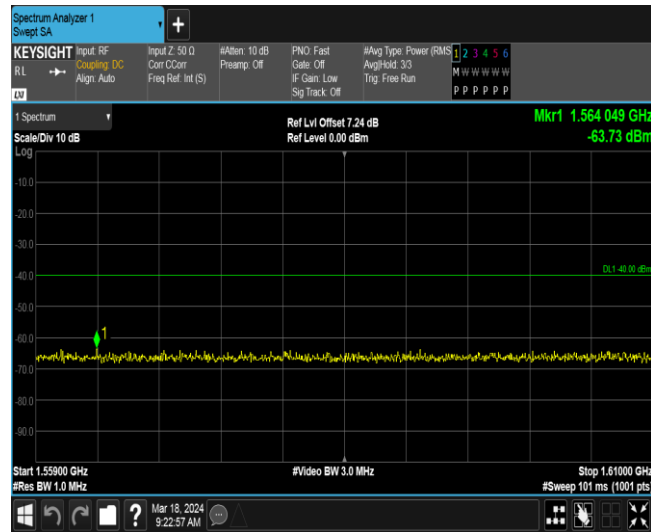 Spectrum Analyzer 1
Swept SA
KEYSIGHT
RL
LXI
Input: RF
Coupling: DC
Align: Auto
Input Z: 50 Ω
Corr CCorr
Freq Ref: Int (S)
#Atten: 10 dB
Preamp: Off
PNO: Fast
Gate: Off
IF Gain: Low
Sig Track: Off
#Avg Type: Power (RMS
Avg|Hold: 3/3
Trig: Free Run
1 2 3 4 5 6
M W W W W W
P P P P P P
1 Spectrum
Scale/Div 10 dB
Ref Lvl Offset 7.24 dB
Ref Level 0.00 dBm
Mkr1 1.564 049 GHz
-63.73 dBm
Log
-10.0
-20.0
-30.0
DL1 -40.00 dBm
-40.0
-50.0
-60.0
1
-70.0
-80.0
-90.0
Start 1.55900 GHz
#Video BW 3.0 MHz
Stop 1.61000 GHz
#Res BW 1.0 MHz
#Sweep 101 ms (1001 pts
?
Mar 18, 2024
9:22:57 AM